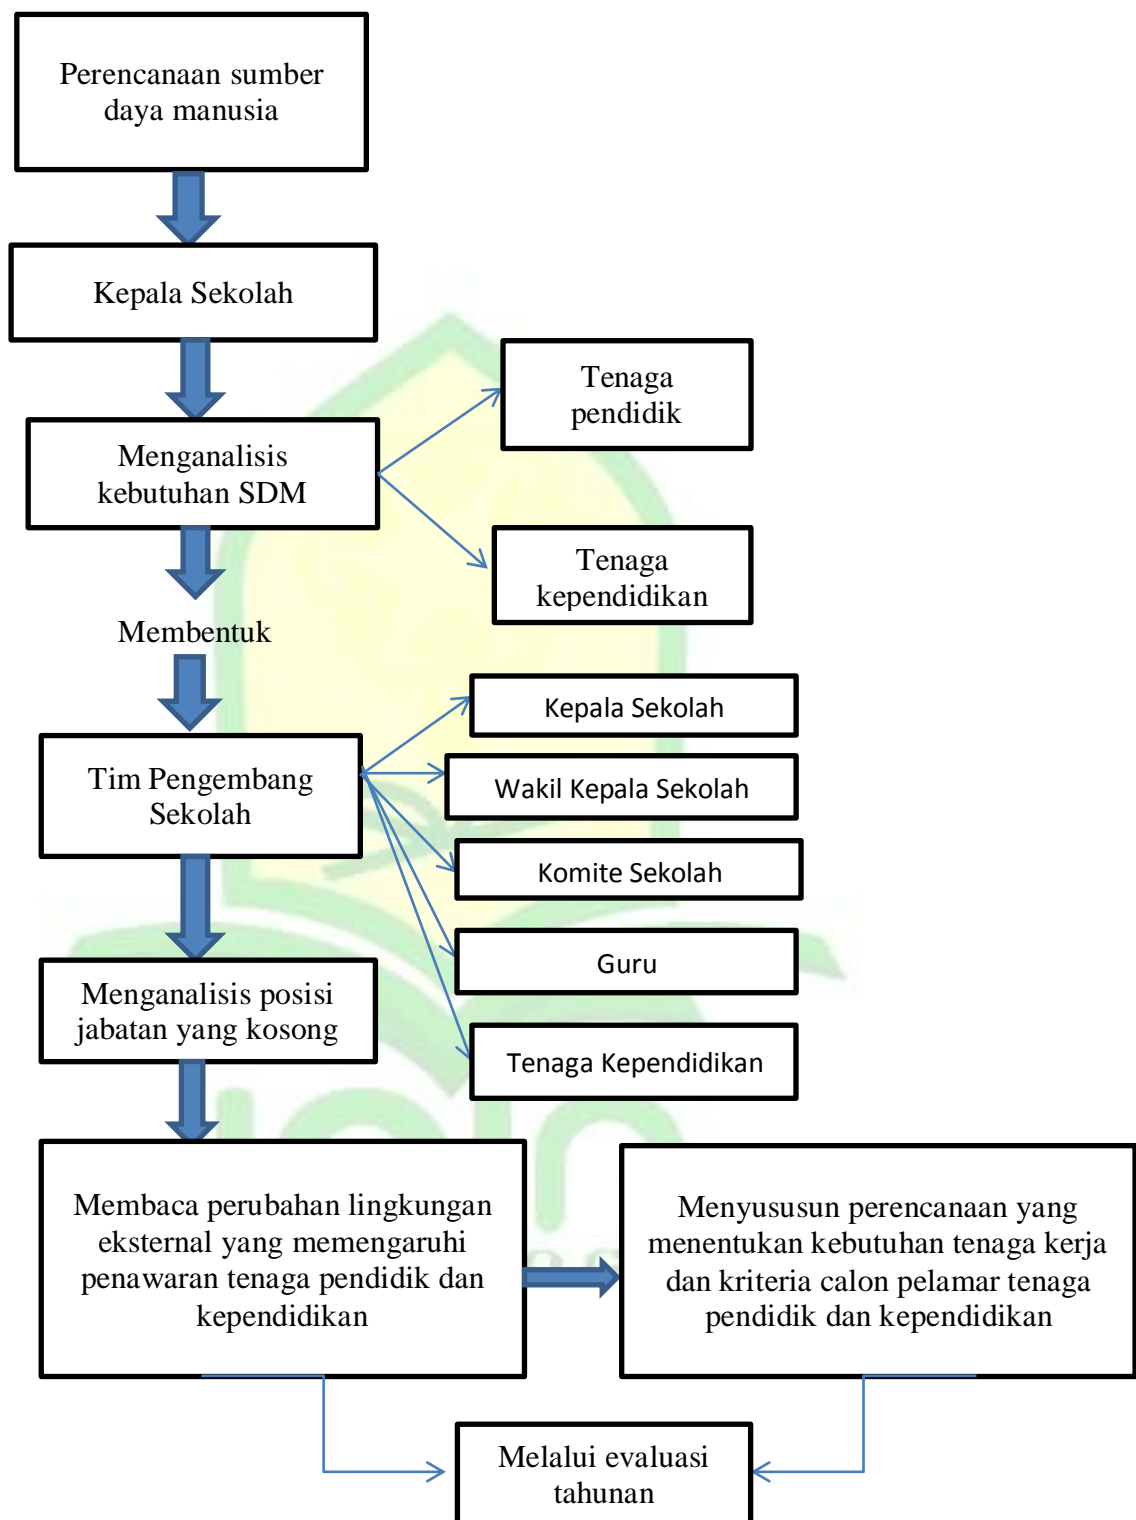 Perencanaan sumber
daya manusia
Kepala Sekolah
Menganalisis
kebutuhan SDM
Tenaga
pendidik
Tenaga
kependidikan
Membentuk
Tim Pengembang
Sekolah
Kepala Sekolah
Wakil Kepala Sekolah
Komite Sekolah
Guru
Tenaga Kependidikan
Menganalisis posisi
jabatan yang kosong
Membaca perubahan lingkungan
eksternal yang memengaruhi
penawaran tenaga pendidik dan
kependidikan
Menyususun perencanaan yang
menentukan kebutuhan tenaga kerja
dan kriteria calon pelamar tenaga
pendidik dan kependidikan
Melalui evaluasi
tahunan